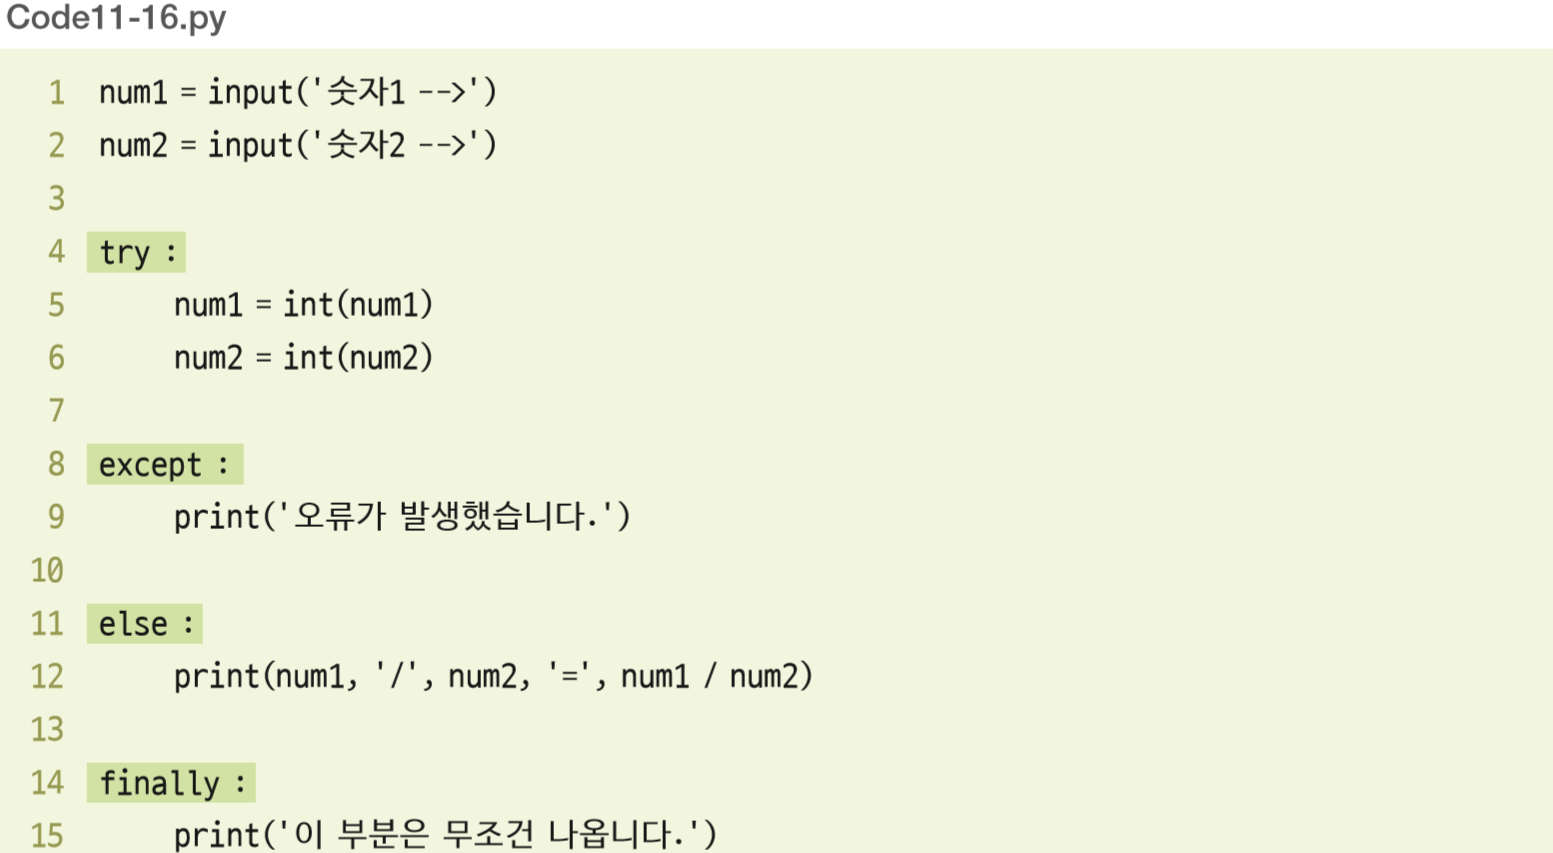 Code11-16.py
1 num1 = input('숫자1 -->')
2 num2 = input('숫자2 -->')
3
4 try :
5 num1 = int(num1)
6 num2 = int(num2)
7
8 except :
9 print('오류가 발생했습니다.')
10
11 else :
12 print(num1, '/', num2, '=', num1 / num2)
13
14 finally :
15 print('이 부분은 무조건 나옵니다.')